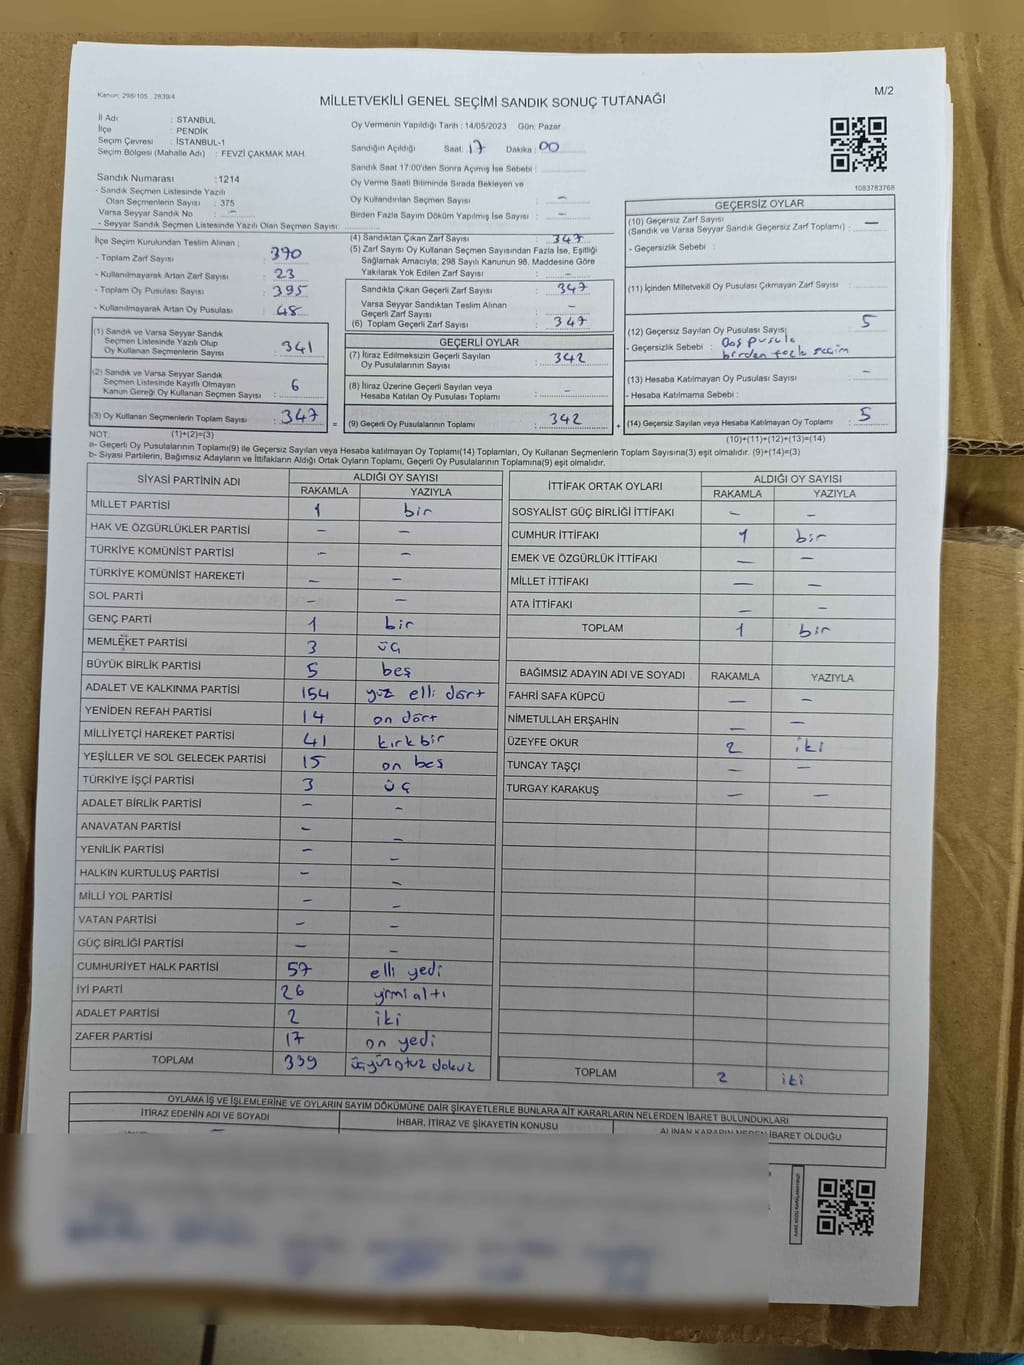 Kanun: 298/105 , 2839/4
M/2
MİLLETVEKİLİ GENEL SEÇİMİ SANDIK SONUÇ TUTANAĞI
İl Adı : STANBUL
İlçe : PENDİK
Seçim Çevresi : İSTANBUL-1
Seçim Bölgesi (Mahalle Adı) : FEVZİ ÇAKMAK MAH.
Sandık Numarası : 1214
- Sandık Seçmen Listesinde Yazılı
Olan Seçmenlerin Sayısı : 375
Varsa Seyyar Sandık No : –
- Seyyar Sandık Seçmen Listesinde Yazılı Olan Seçmen Sayısı:
Oy Vermenin Yapıldığı Tarih : 14/05/2023 Gün: Pazar
Sandığın Açıldığı Saat: 17 Dakika : 00
Sandık Saat 17:00'den Sonra Açımış İse Sebebi :
Oy Verme Saati Bitiminde Sırada Bekleyen ve
Oy Kullandırılan Seçmen Sayısı : –
Birden Fazla Sayım Döküm Yapılmış İse Sayısı : –
1083783768
İlçe Seçim Kurulundan Teslim Alınan ;
- Toplam Zarf Sayısı : 370
- Kullanılmayarak Artan Zarf Sayısı : 23
- Toplam Oy Pusulası Sayısı : 395
- Kullanılmayarak Artan Oy Pusulası : 48
(1) Sandık ve Varsa Seyyar Sandık
Seçmen Listesinde Yazılı Olup
Oy Kullanan Seçmenlerin Sayısı : 341
(2) Sandık ve Varsa Seyyar Sandık
Seçmen Listesinde Kayıtlı Olmayan
Kanun Gereği Oy Kullanan Seçmen Sayısı : 6
(3) Oy Kullanan Seçmenlerin Toplam Sayısı : 347
(1)+(2)=(3)
(4) Sandıktan Çıkan Zarf Sayısı : 347
(5) Zarf Sayısı Oy Kullanan Seçmen Sayısından Fazla İse, Eşitliği
Sağlamak Amacıyla; 298 Sayılı Kanunun 98. Maddesine Göre
Yakılarak Yok Edilen Zarf Sayısı : –
Sandıkta Çıkan Geçerli Zarf Sayısı : 347
Varsa Seyyar Sandıktan Teslim Alınan
Geçerli Zarf Sayısı : –
(6) Toplam Geçerli Zarf Sayısı : 347
GEÇERLİ OYLAR
(7) İtiraz Edilmeksizin Geçerli Sayılan
Oy Pusulalarının Sayısı : 342
(8) İtiraz Üzerine Geçerli Sayılan veya
Hesaba Katılan Oy Pusulası Toplamı : –
= (9) Geçerli Oy Pusulalarının Toplamı : 342
GEÇERSİZ OYLAR
(10) Geçersiz Zarf Sayısı
(Sandık ve Varsa Seyyar Sandık Geçersiz Zarf Toplamı) : –
- Geçersizlik Sebebi :
(11) İçinden Milletvekili Oy Pusulası Çıkmayan Zarf Sayısı :
(12) Geçersiz Sayılan Oy Pusulası Sayısı : 5
- Geçersizlik Sebebi : Boş pusula
birden fazla seçim
(13) Hesaba Katılmayan Oy Pusulası Sayısı : –
- Hesaba Katılmama Sebebi :
+ (14) Geçersiz Sayılan veya Hesaba Katılmayan Oy Toplamı : 5
(10)+(11)+(12)+(13)=(14)
NOT:
a- Geçerli Oy Pusulalarının Toplamı(9) ile Geçersiz Sayılan veya Hesaba Katılmayan Oy Toplamı(14) Toplamları, Oy Kullanan Seçmenlerin Toplam Sayısına(3) eşit olmalıdır. (9)+(14)=(3)
b- Siyasi Partilerin, Bağımsız Adayların ve İttifakların Aldığı Ortak Oyların Toplamı, Geçerli Oy Pusulalarının Toplamına(9) eşit olmalıdır.
SİYASİ PARTİNİN ADI ALDIĞI OY SAYISI
RAKAMLA YAZIYLA
MİLLET PARTİSİ 1 bir
HAK VE ÖZGÜRLÜKLER PARTİSİ – –
TÜRKİYE KOMÜNİST PARTİSİ – –
TÜRKİYE KOMÜNİST HAREKETİ – –
SOL PARTİ – –
GENÇ PARTİ 1 bir
MEMLEKET PARTİSİ 3 üç
BÜYÜK BİRLİK PARTİSİ 5 beş
ADALET VE KALKINMA PARTİSİ 154 yüz elli dört
YENİDEN REFAH PARTİSİ 14 on dört
MİLLİYETÇİ HAREKET PARTİSİ 41 kırk bir
YEŞİLLER VE SOL GELECEK PARTİSİ 15 on beş
TÜRKİYE İŞÇİ PARTİSİ 3 üç
ADALET BİRLİK PARTİSİ – –
ANAVATAN PARTİSİ – –
YENİLİK PARTİSİ – –
HALKIN KURTULUŞ PARTİSİ – –
MİLLİ YOL PARTİSİ – –
VATAN PARTİSİ – –
GÜÇ BİRLİĞİ PARTİSİ – –
CUMHURİYET HALK PARTİSİ 57 elli yedi
İYİ PARTİ 26 yirmi altı
ADALET PARTİSİ 2 iki
ZAFER PARTİSİ 17 on yedi
TOPLAM 339 üçyüzotuz dokuz
İTTİFAK ORTAK OYLARI ALDIĞI OY SAYISI
RAKAMLA YAZIYLA
SOSYALİST GÜÇ BİRLİĞİ İTTİFAKI – –
CUMHUR İTTİFAKI 1 bir
EMEK VE ÖZGÜRLÜK İTTİFAKI – –
MİLLET İTTİFAKI – –
ATA İTTİFAKI – –
TOPLAM 1 bir
BAĞIMSIZ ADAYIN ADI VE SOYADI RAKAMLA YAZIYLA
FAHRİ SAFA KÜPCÜ – –
NİMETULLAH ERŞAHİN – –
ÜZEYFE OKUR 2 iki
TUNCAY TAŞÇI – –
TURGAY KARAKUŞ – –
TOPLAM 2 iki
OYLAMA İŞ VE İŞLEMLERİNE VE OYLARIN SAYIM DÖKÜMÜNE DAİR ŞİKAYETLERLE BUNLARA AİT KARARLARIN NELERDEN İBARET BULUNDUKLARI
İTİRAZ EDENİN ADI VE SOYADI İHBAR, İTİRAZ VE ŞİKAYETİN KONUSU ALINAN KARARIN NEDEN İBARET OLDUĞU